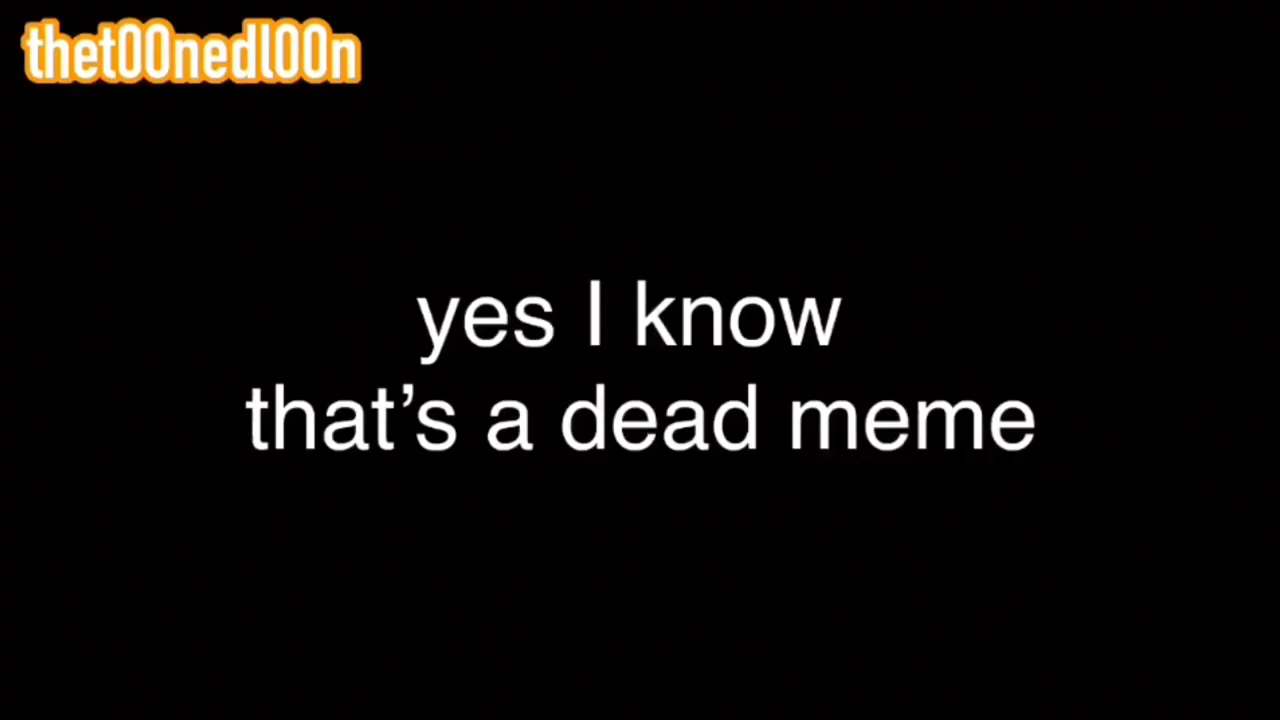 thet00nedl00n
yes I know
that’s a dead meme